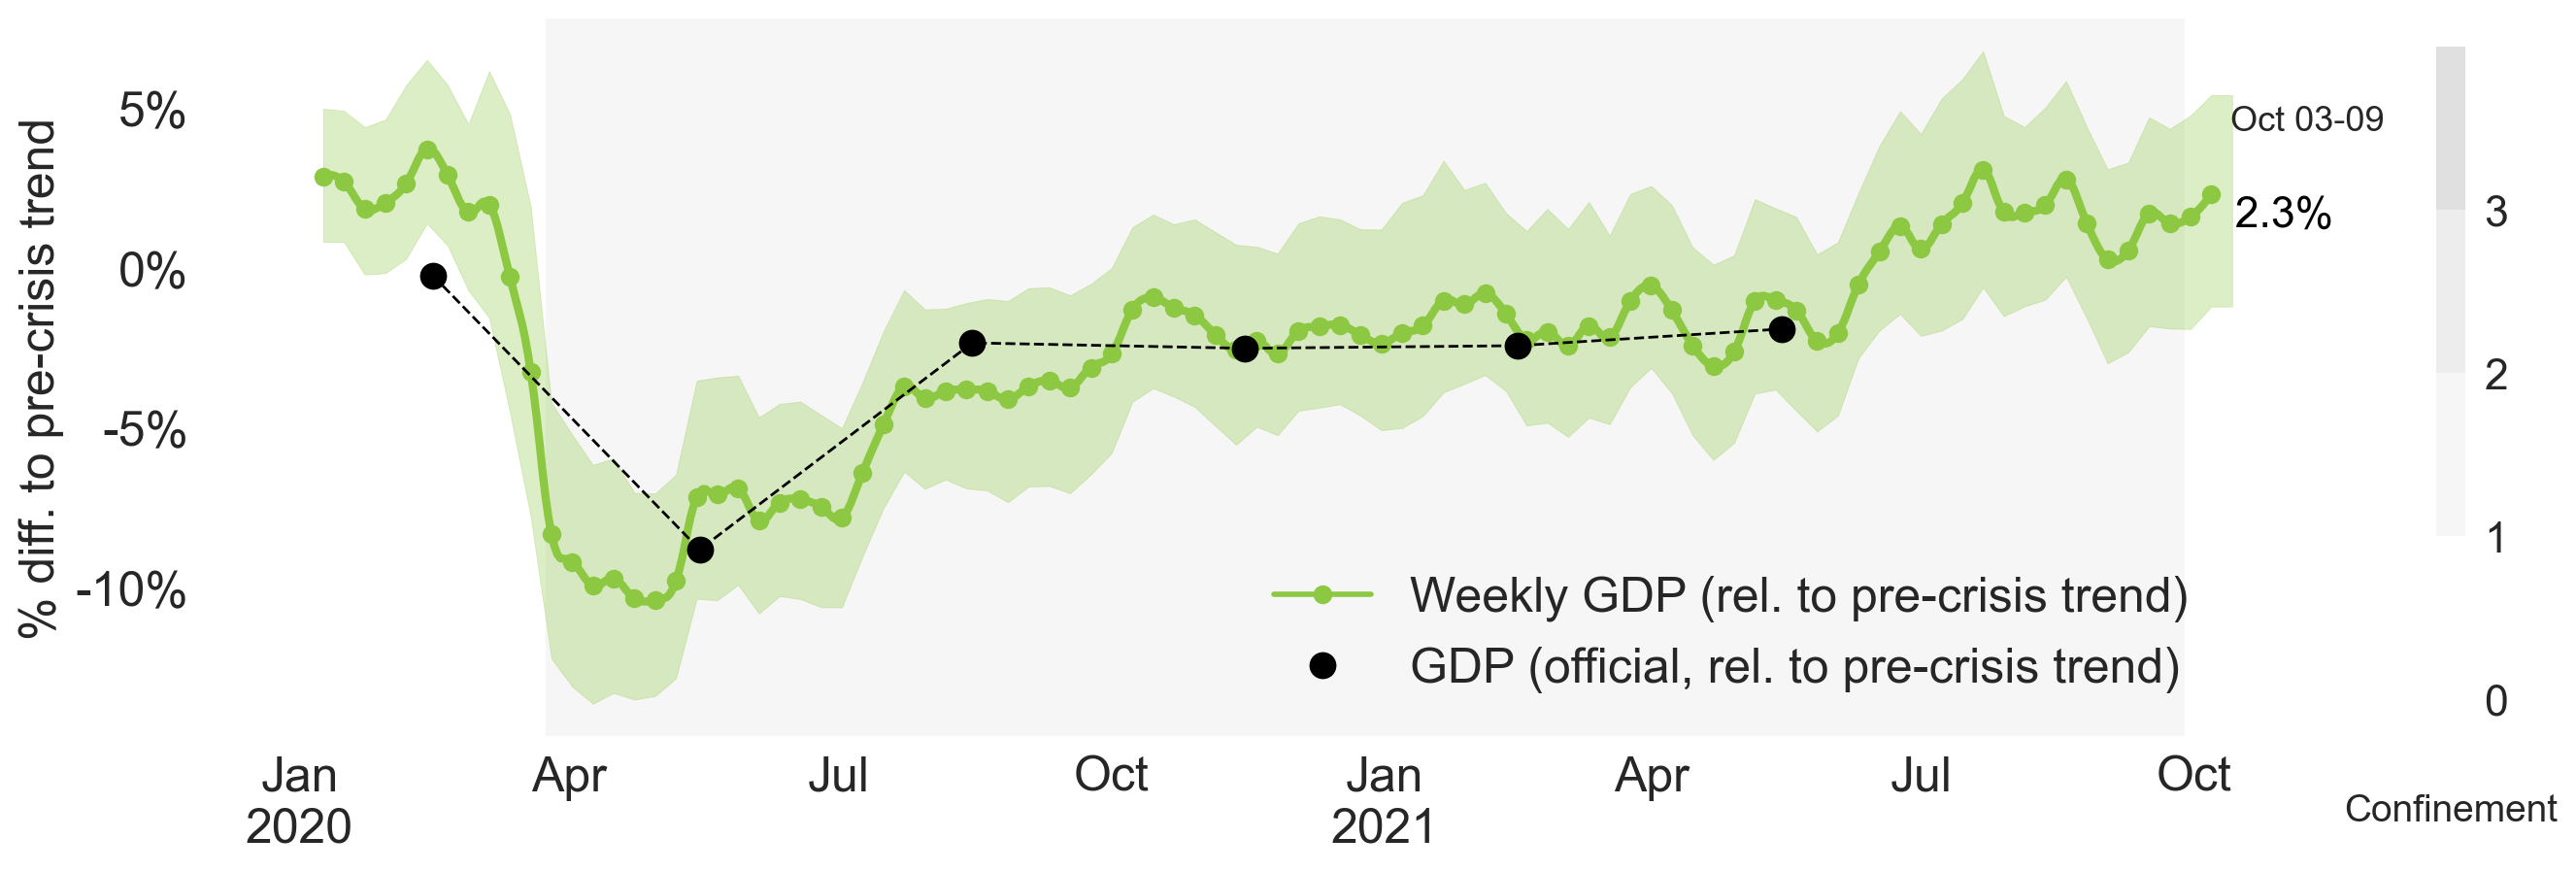 % diff. to pre-crisis trend
5%
0%
-5%
-10%
Oct 03-09
2.3%
3
2
1
0
Weekly GDP (rel. to pre-crisis trend)
GDP (official, rel. to pre-crisis trend)
Jan Apr Jul Oct Jan Apr Jul Oct
2020 2021
Confinement